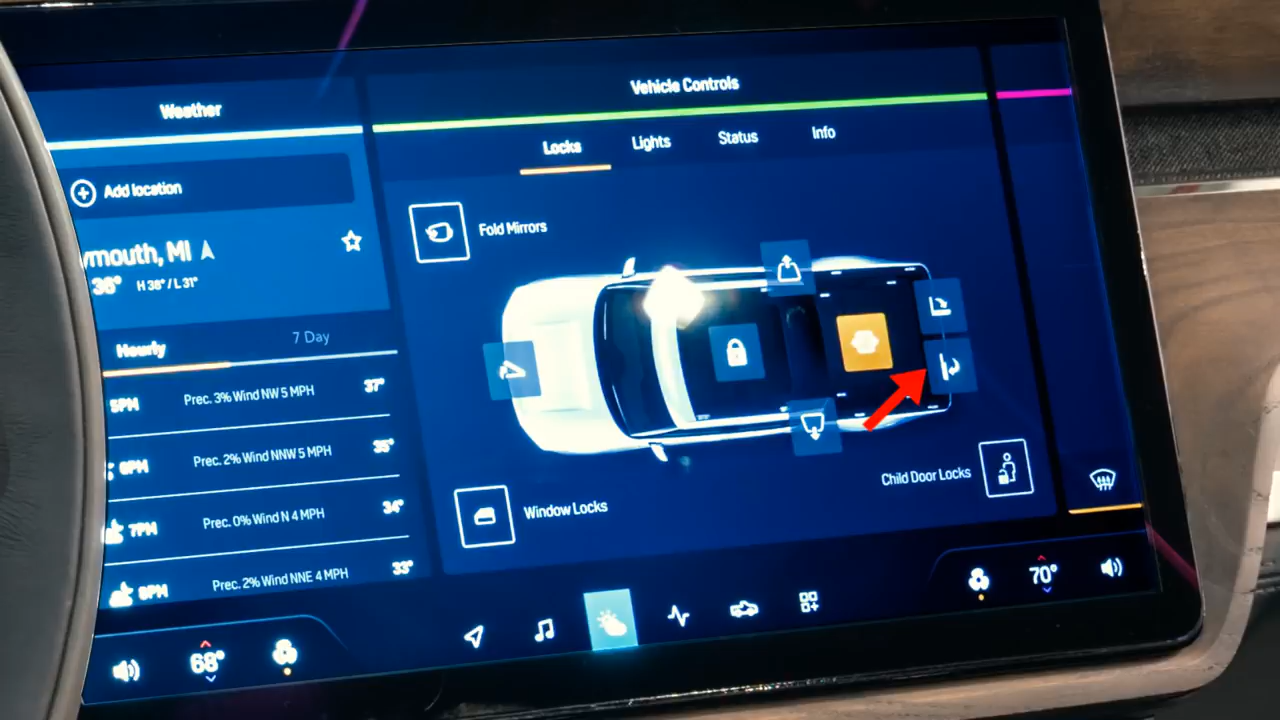 Weather
Vehicle Controls
Locks
Lights
Status
Info
Add location
ymouth, MI
36°
H 38° / L 31°
Fold Mirrors
Hourly
7 Day
5PM
Prec. 3% Wind NW 5 MPH
37°
6PM
Prec. 2% Wind NNW 5 MPH
35°
7PM
Prec. 0% Wind N 4 MPH
34°
8PM
Prec. 2% Wind NNE 4 MPH
33°
Window Locks
Child Door Locks
68°
70°